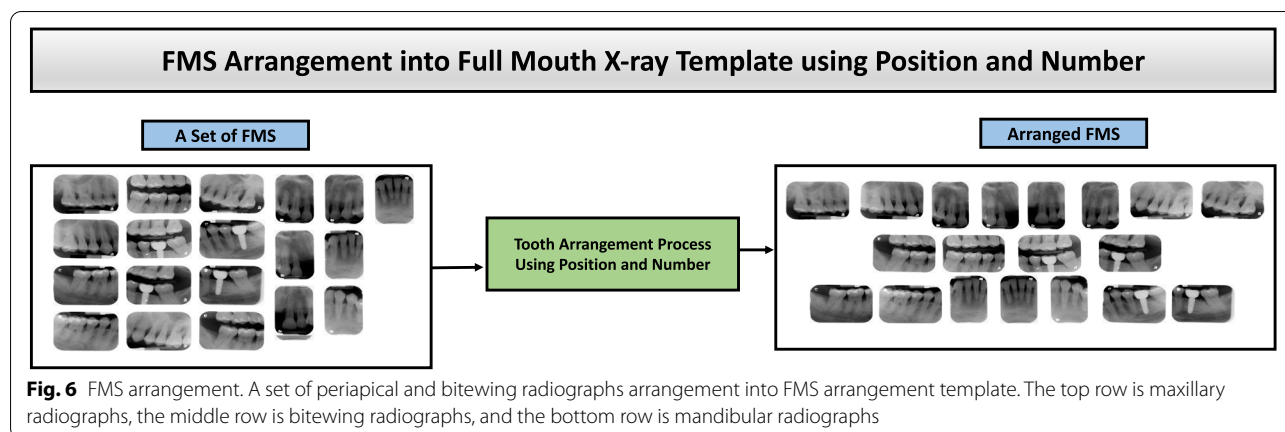 FMS Arrangement into Full Mouth X-ray Template using Position and Number
A Set of FMS
Arranged FMS
Tooth Arrangement Process
Using Position and Number
Fig. 6 FMS arrangement. A set of periapical and bitewing radiographs arrangement into FMS arrangement template. The top row is maxillary
radiographs, the middle row is bitewing radiographs, and the bottom row is mandibular radiographs